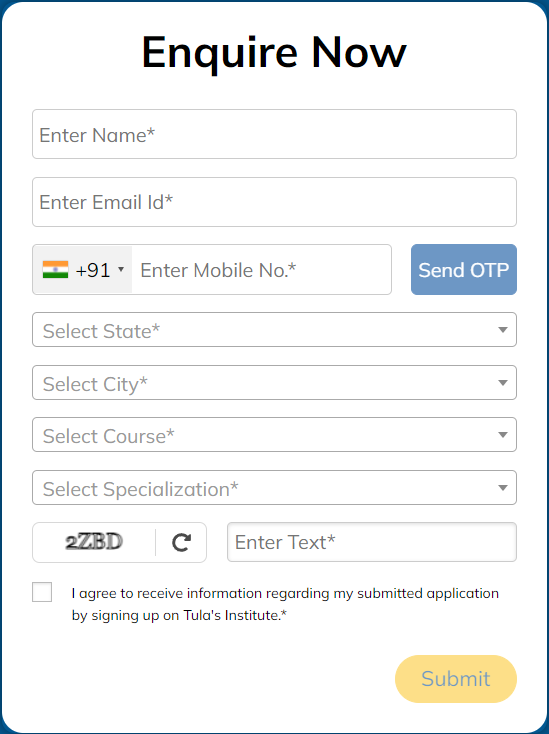 Enquire Now
Enter Name*
Enter Email Id*
+91 Enter Mobile No.* Send OTP
Select State*
Select City*
Select Course*
Select Specialization*
2ZBD Enter Text*
I agree to receive information regarding my submitted application
by signing up on Tula's Institute.*
Submit